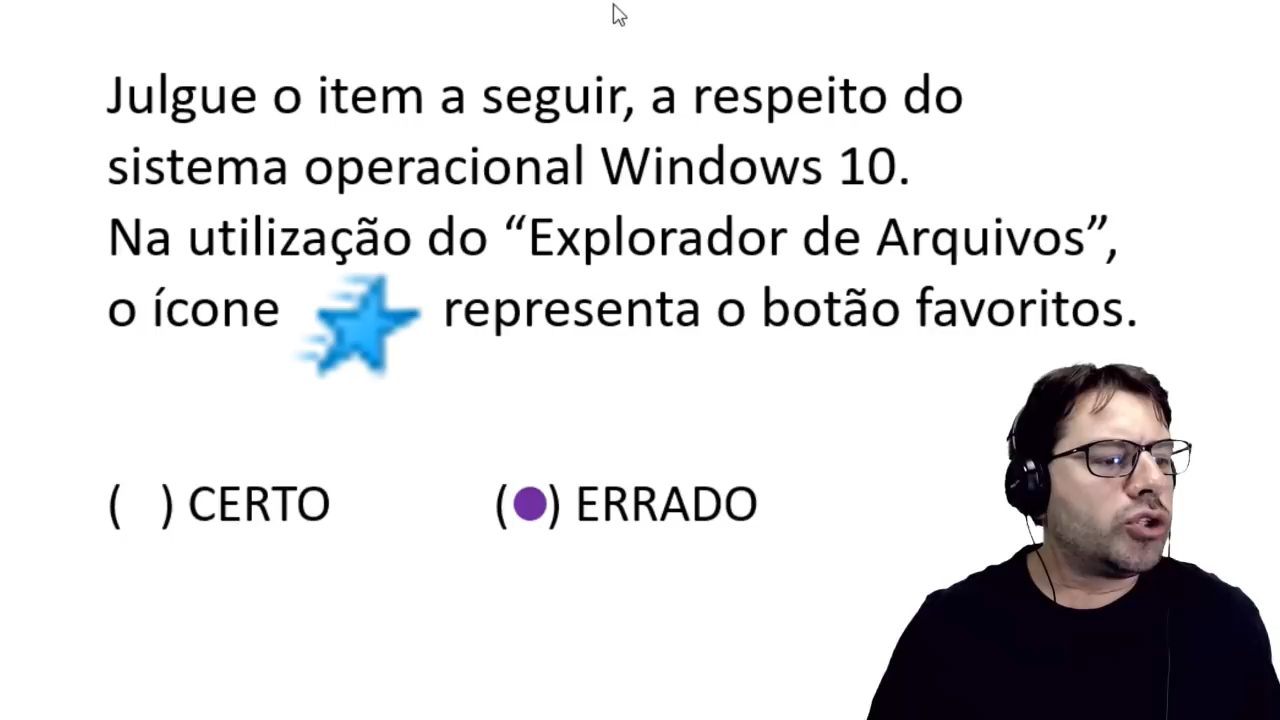 Julgue o item a seguir, a respeito do
sistema operacional Windows 10.
Na utilização do “Explorador de Arquivos”,
o ícone representa o botão favoritos.
( ) CERTO (●) ERRADO